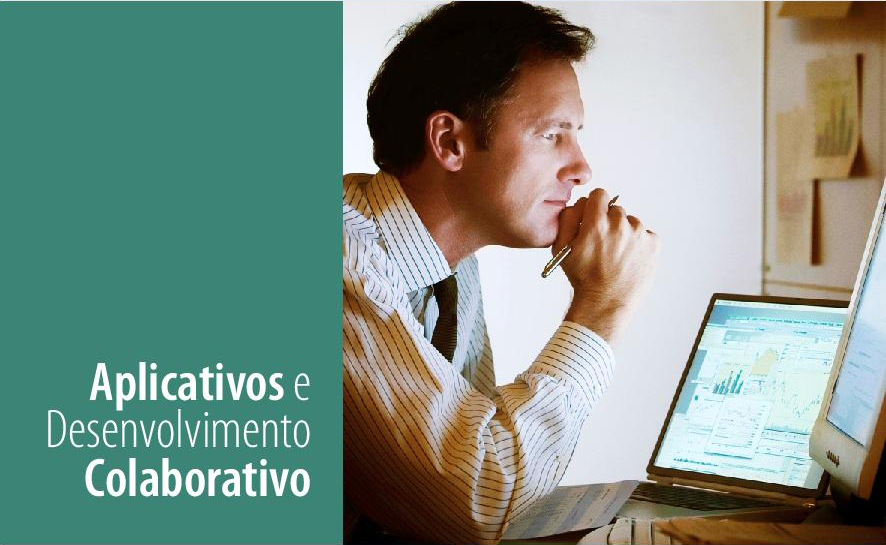 Aplicativos e
Desenvolvimento
Colaborativo